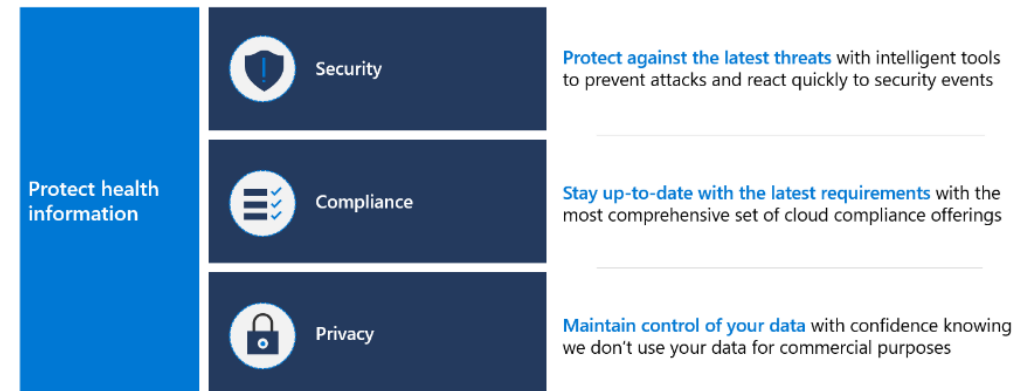 Protect health
information
Security
Protect against the latest threats with intelligent tools
to prevent attacks and react quickly to security events
Compliance
Stay up-to-date with the latest requirements with the
most comprehensive set of cloud compliance offerings
Privacy
Maintain control of your data with confidence knowing
we don't use your data for commercial purposes